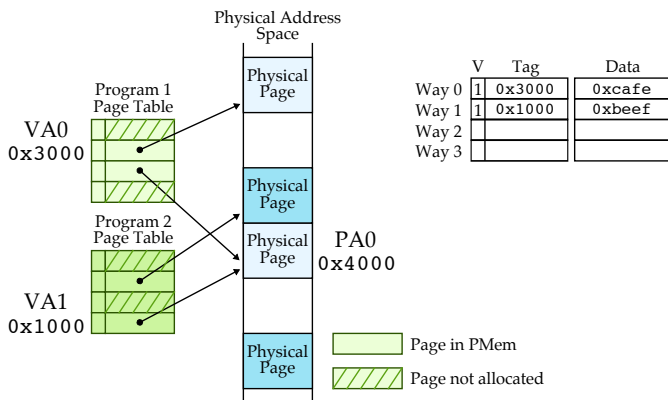 Physical Address
Space
Physical
Page
Program 1
Page Table
VA0
0x3000
Program 2
Page Table
VA1
0x1000
Physical
Page
Physical
Page
PA0
0x4000
Physical
Page
V Tag Data
Way 0 1 0x3000 0xcafe
Way 1 1 0x1000 0xbeef
Way 2
Way 3
Page in PMem
Page not allocated